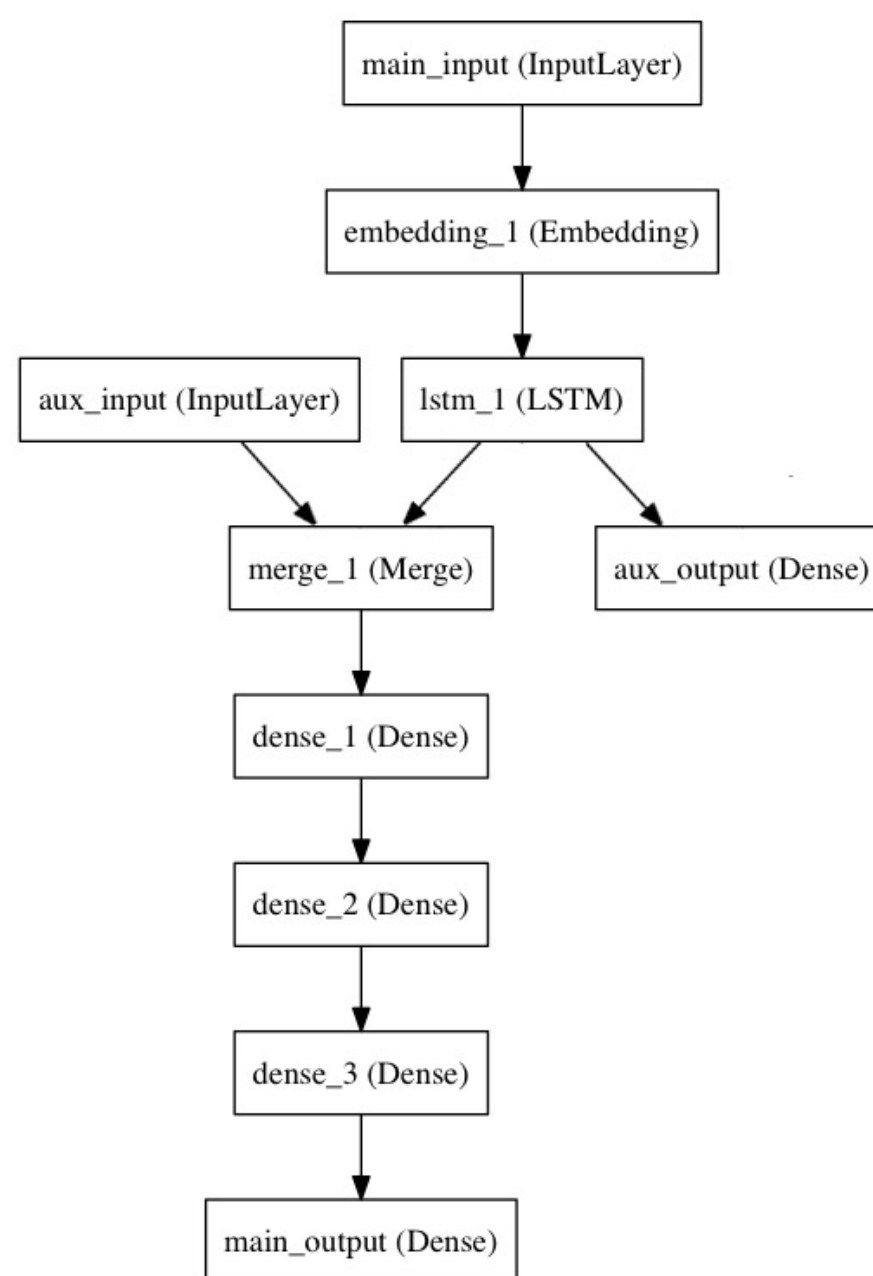 main_input (InputLayer)
embedding_1 (Embedding)
aux_input (InputLayer)
lstm_1 (LSTM)
merge_1 (Merge)
aux_output (Dense)
dense_1 (Dense)
dense_2 (Dense)
dense_3 (Dense)
main_output (Dense)